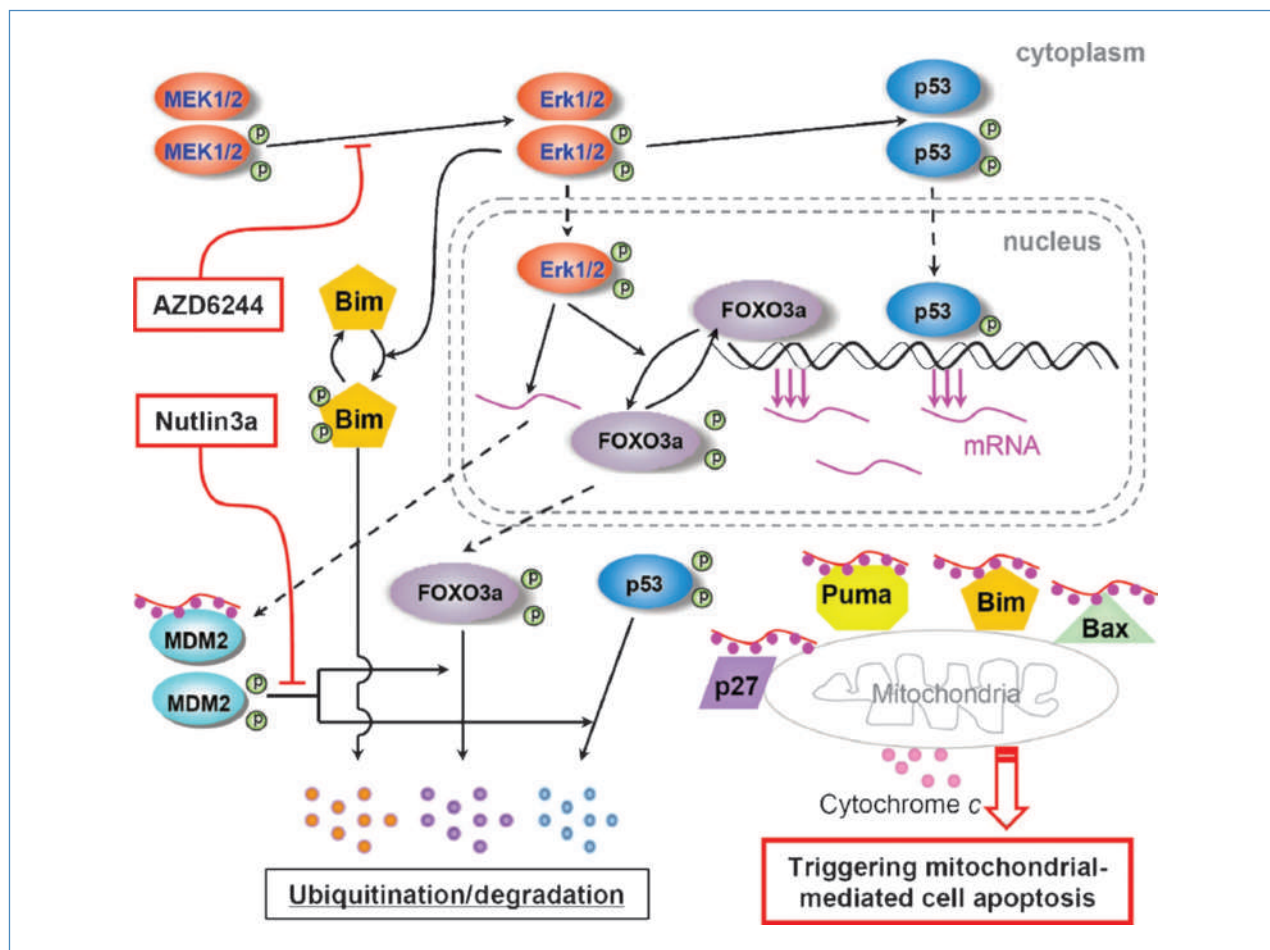 cytoplasm
MEK1/2
Erk1/2
p53
MEK1/2
P
P
Erk1/2
P
P
p53
P
P
nucleus
AZD6244
Bim
Erk1/2
P
P
FOXO3a
p53
P
Nutlin3a
P
P
Bim
FOXO3a
P
P
mRNA
MDM2
MDM2
P
P
FOXO3a
P
P
p53
P
P
Puma
Bim
Bax
p27
Mitochondria
Cytochrome c
Ubiquitination/degradation
Triggering mitochondrial-
mediated cell apoptosis